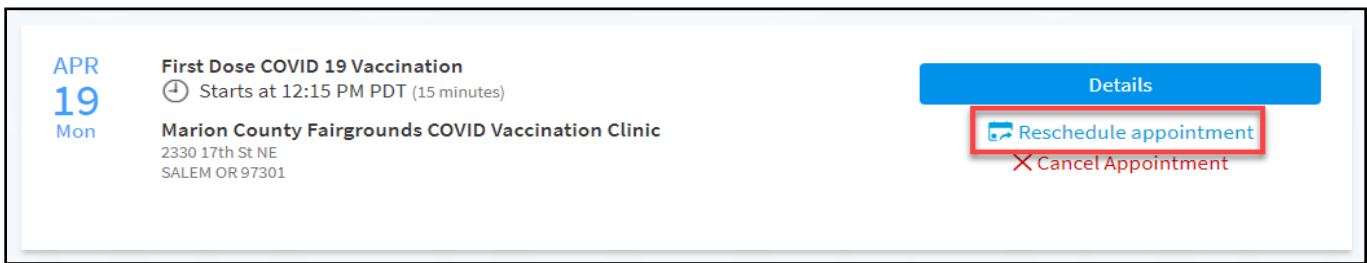 APR
19
Mon
First Dose COVID 19 Vaccination
Starts at 12:15 PM PDT (15 minutes)
Marion County Fairgrounds COVID Vaccination Clinic
2330 17th St NE
SALEM OR 97301
Details
Reschedule appointment
Cancel Appointment